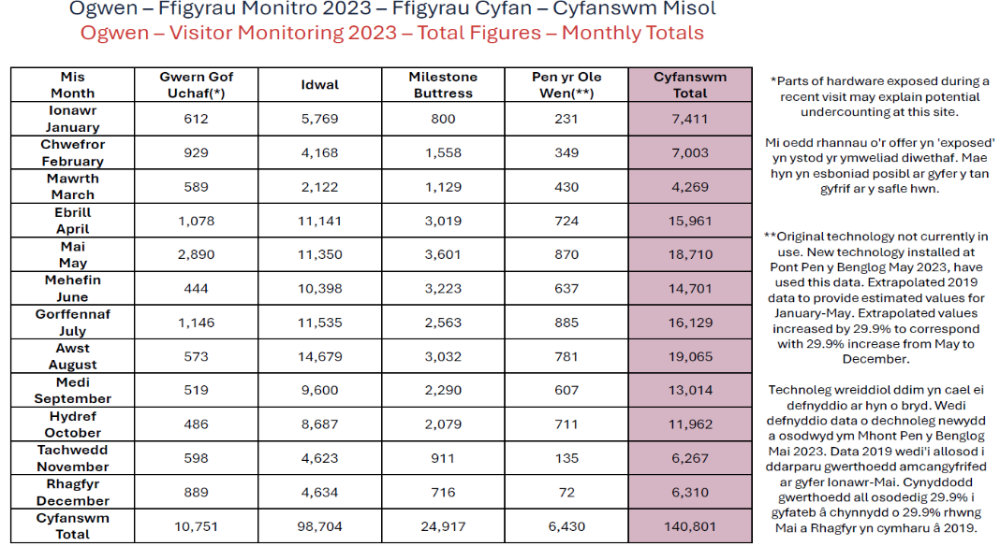 Ogwen – Ffigyrau Monitro 2023 – Ffigyrau Cyfan – Cyfanswm Misol
Ogwen – Visitor Monitoring 2023 – Total Figures – Monthly Totals
Mis Month | Gwern Gof Uchaf(*) | Idwal | Milestone Buttress | Pen yr Ole Wen(**) | Cyfanswm Total
Ionawr January | 612 | 5,769 | 800 | 231 | 7,411
Chwefror February | 929 | 4,168 | 1,558 | 349 | 7,003
Mawrth March | 589 | 2,122 | 1,129 | 430 | 4,269
Ebrill April | 1,078 | 11,141 | 3,019 | 724 | 15,961
Mai May | 2,890 | 11,350 | 3,601 | 870 | 18,710
Mehefin June | 444 | 10,398 | 3,223 | 637 | 14,701
Gorffennaf July | 1,146 | 11,535 | 2,563 | 885 | 16,129
Awst August | 573 | 14,679 | 3,032 | 781 | 19,065
Medi September | 519 | 9,600 | 2,290 | 607 | 13,014
Hydref October | 486 | 8,687 | 2,079 | 711 | 11,962
Tachwedd November | 598 | 4,623 | 911 | 135 | 6,267
Rhagfyr December | 889 | 4,634 | 716 | 72 | 6,310
Cyfanswm Total | 10,751 | 98,704 | 24,917 | 6,430 | 140,801
*Parts of hardware exposed during a
recent visit may explain potential
undercounting at this site.
Mi oedd rhannau o'r offer yn 'exposed'
yn ystod yr ymweliad diwethaf. Mae
hyn yn esboniad posibl ar gyfer y tan
gyfrif ar y safle hwn.
**Original technology not currently in
use. New technology installed at
Pont Pen y Benglog May 2023, have
used this data. Extrapolated 2019
data to provide estimated values for
January-May. Extrapolated values
increased by 29.9% to correspond
with 29.9% increase from May to
December.
Technoleg wreiddiol ddim yn cael ei
defnyddio ar hyn o bryd. Wedi
defnyddio data o dechnoleg newydd
a osodwyd ym Mhont Pen y Benglog
Mai 2023. Data 2019 wedi'i allosod i
ddarparu gwerthoedd amcangyfrifed
ar gyfer Ionawr-Mai. Cynyddodd
gwerthoedd all osodedig 29.9% i
gyfateb â chynnydd o 29.9% rhwng
Mai a Rhagfyr yn cymharu â 2019.